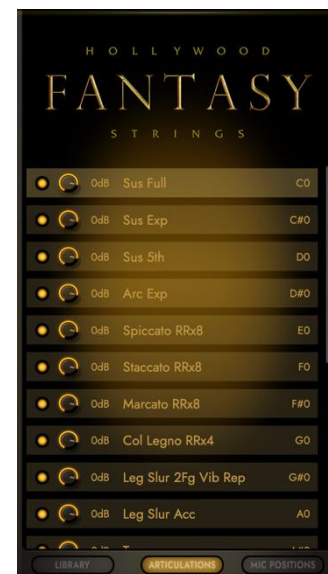 HOLLYWOOD
FANTASY
STRINGS
0dB Sus Full C0
0dB Sus Exp C#0
0dB Sus 5th D0
0dB Arc Exp D#0
0dB Spiccato RRx8 E0
0dB Staccato RRx8 F0
0dB Marcato RRx8 F#0
0dB Col Legno RRx4 G0
0dB Leg Slur 2Fg Vib Rep G#0
0dB Leg Slur Acc A0
LIBRARY ARTICULATIONS MIC POSITIONS